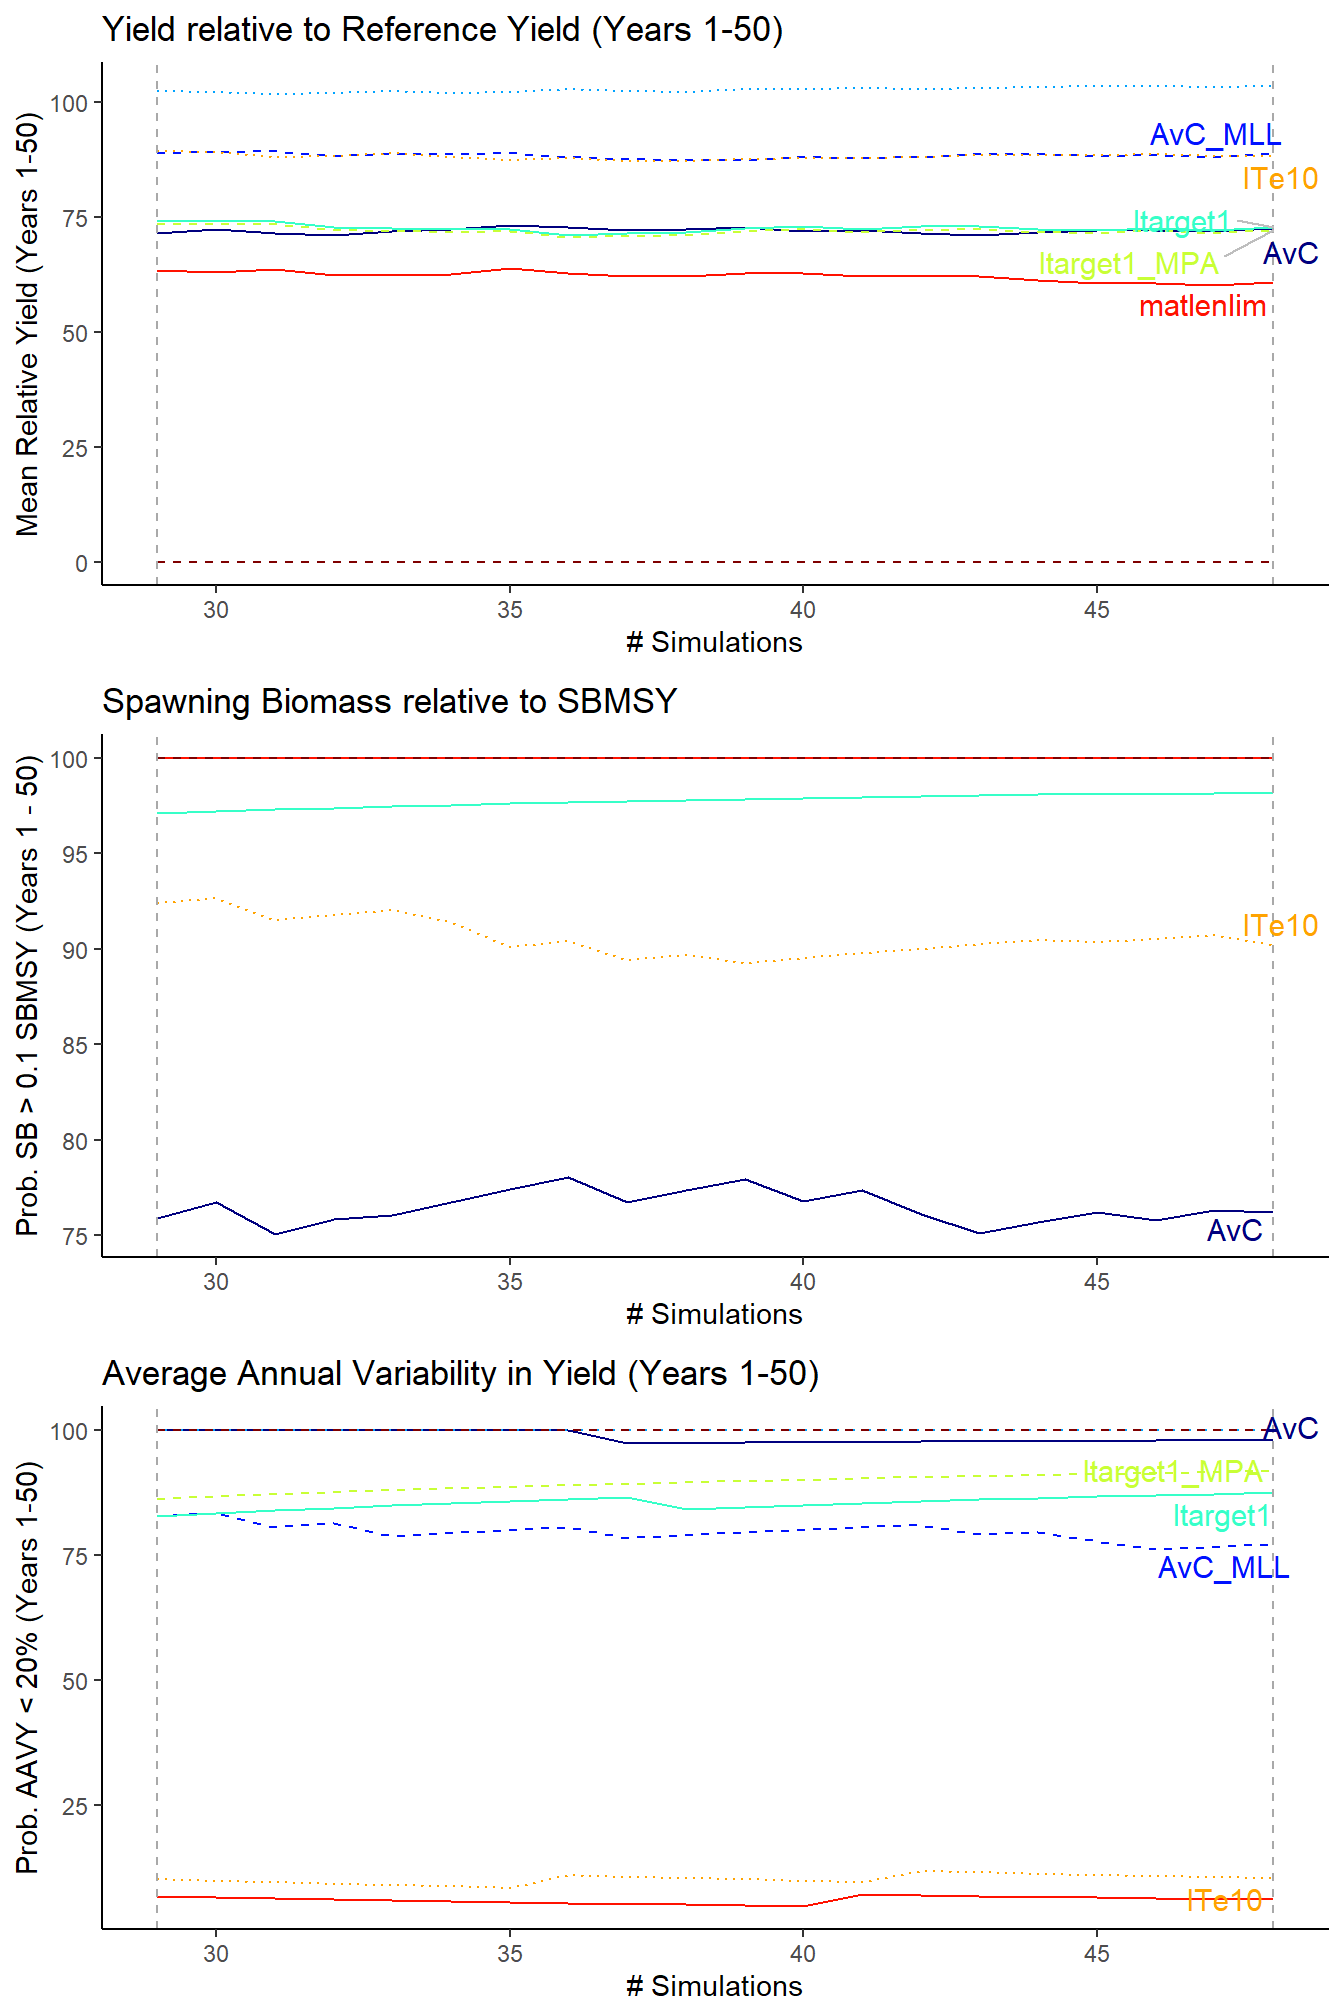 Yield relative to Reference Yield (Years 1-50)
Mean Relative Yield (Years 1-50)
100
75
50
25
0
AvC_MLL
ITe10
Itarget1
AvC
Itarget1_MPA
matlenlim
30 35 40 45
# Simulations
Spawning Biomass relative to SBMSY
Prob. SB > 0.1 SBMSY (Years 1 - 50)
100
95
90
85
80
75
ITe10
AvC
30 35 40 45
# Simulations
Average Annual Variability in Yield (Years 1-50)
Prob. AAVY < 20% (Years 1-50)
100
75
50
25
AvC
Itarget1_MPA
Itarget1
AvC_MLL
ITe10
30 35 40 45
# Simulations